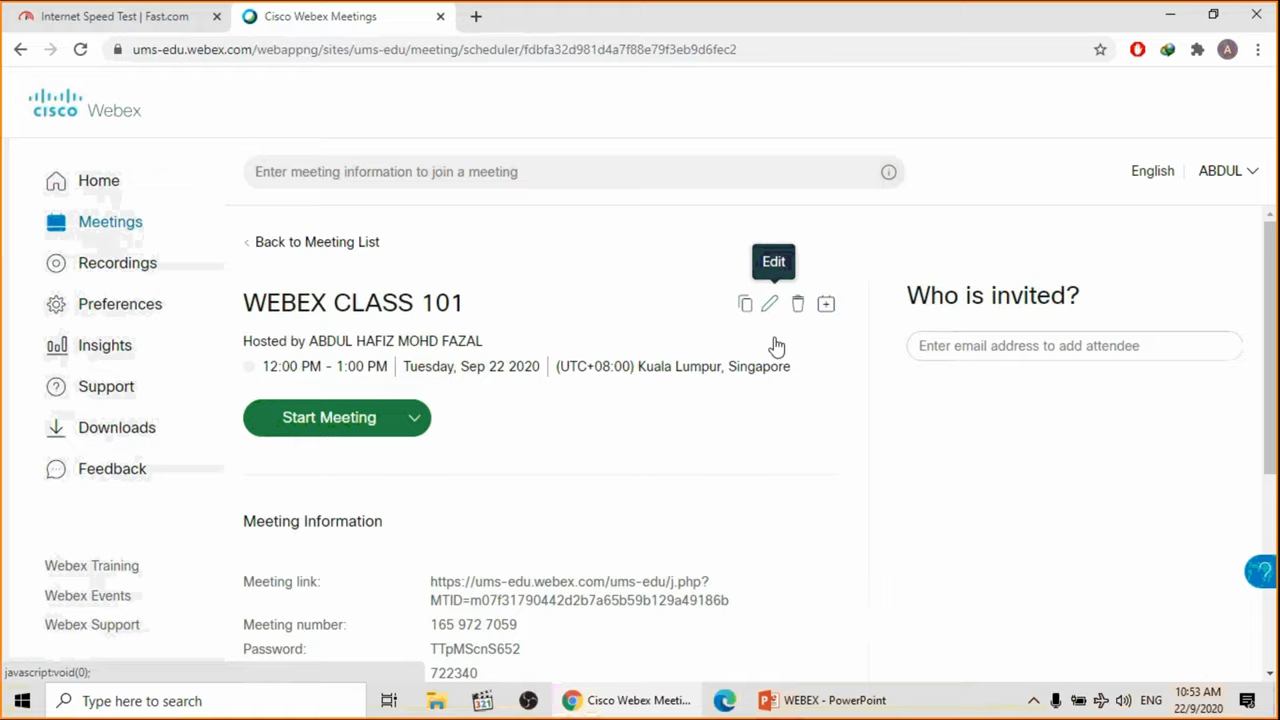 Internet Speed Test | Fast.com
Cisco Webex Meetings
ums-edu.webex.com/webappng/sites/ums-edu/meeting/scheduler/fdbfa32d981d4a7f88e79f3eb9d6fec2
A
CISCO Webex
Enter meeting information to join a meeting
English
ABDUL
Home
Meetings
Recordings
Preferences
Insights
Support
Downloads
Feedback
Webex Training
Webex Events
Webex Support
Back to Meeting List
Edit
WEBEX CLASS 101
Hosted by ABDUL HAFIZ MOHD FAZAL
12:00 PM - 1:00 PM | Tuesday, Sep 22 2020 | (UTC+08:00) Kuala Lumpur, Singapore
Start Meeting
Meeting Information
Meeting link: https://ums-edu.webex.com/ums-edu/j.php?
MTID=m07f31790442d2b7a65b59b129a49186b
Meeting number: 165 972 7059
Password: TTpMScnS652
722340
Who is invited?
Enter email address to add attendee
javascript:void(0);
Type here to search
321
Cisco Webex Meeti...
WEBEX - PowerPoint
ENG
10:53 AM
22/9/2020